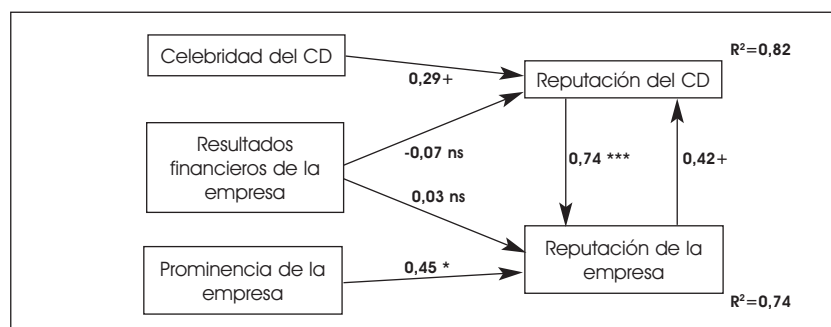 Celebridad del CD
R²=0,82
Reputación del CD
0,29+
Resultados
financieros de la
empresa
-0,07 ns
0,74 ***
0,42+
0,03 ns
Reputación de la
empresa
Prominencia de la
empresa
0,45 *
R²=0,74